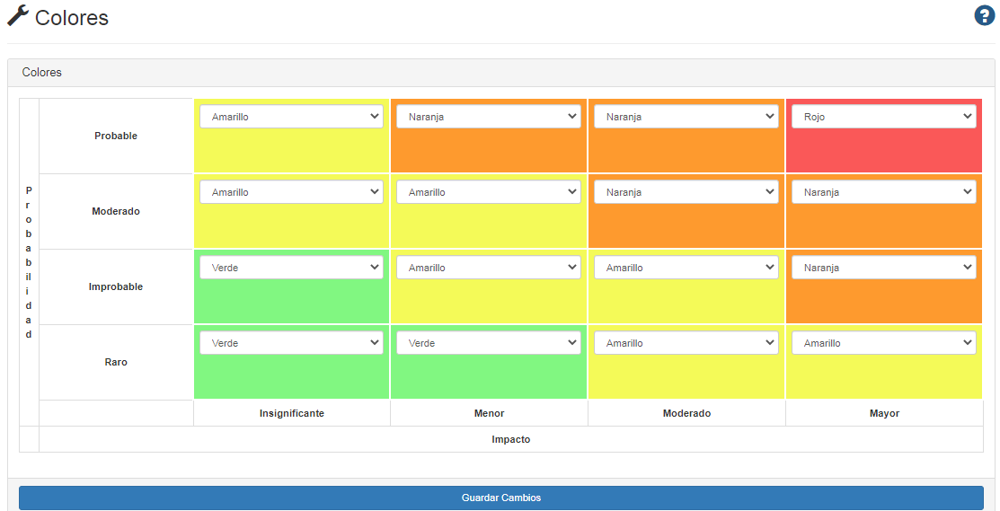 Colores
?
Colores
Probabilidad
Probable
Amarillo
Naranja
Naranja
Rojo
Moderado
Amarillo
Amarillo
Naranja
Naranja
Improbable
Verde
Amarillo
Amarillo
Naranja
Raro
Verde
Verde
Amarillo
Amarillo
Insignificante
Menor
Moderado
Mayor
Impacto
Guardar Cambios